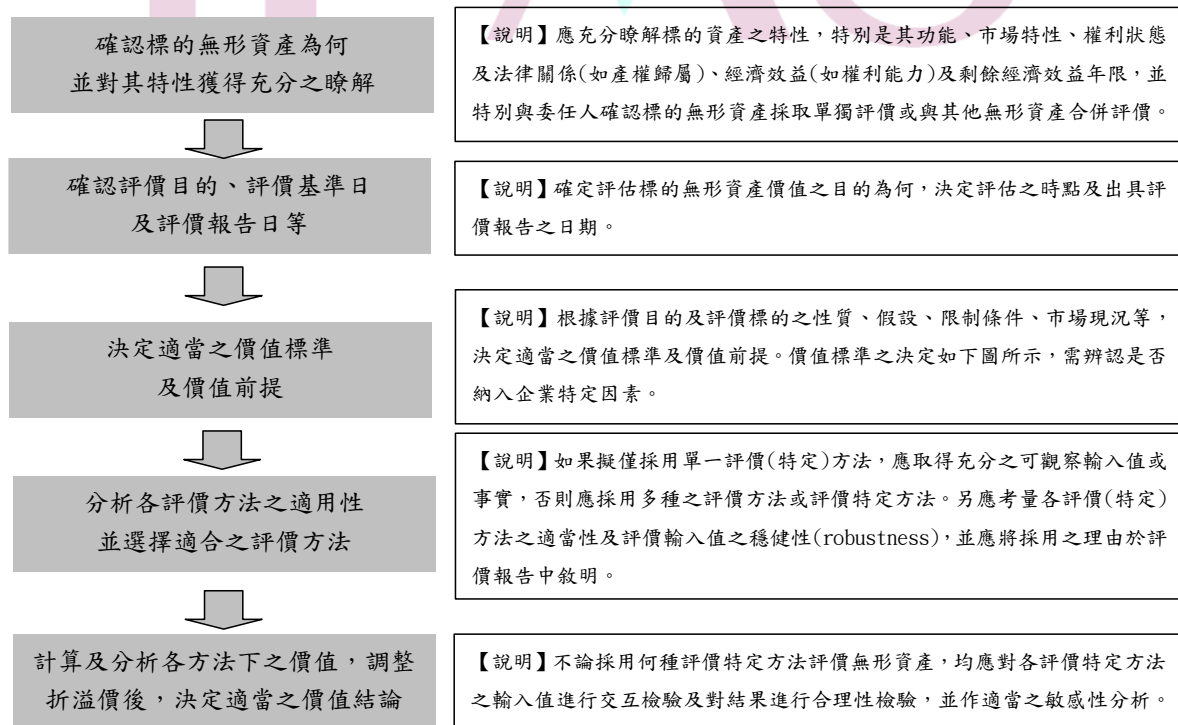 確認標的無形資產為何
並對其特性獲得充分之瞭解
【說明】應充分瞭解標的資產之特性，特別是其功能、市場特性、權利狀態
及法律關係(如產權歸屬)、經濟效益(如權利能力)及剩餘經濟效益年限，並
特別與委任人確認標的無形資產採取單獨評價或與其他無形資產合併評價。
確認評價目的、評價基準日
及評價報告日等
【說明】確定評估標的無形資產價值之目的為何，決定評估之時點及出具評
價報告之日期。
決定適當之價值標準
及價值前提
【說明】根據評價目的及評價標的之性質、假設、限制條件、市場現況等，
決定適當之價值標準及價值前提。價值標準之決定如下圖所示，需辨認是否
納入企業特定因素。
分析各評價方法之適用性
並選擇適合之評價方法
【說明】如果擬僅採用單一評價(特定)方法，應取得充分之可觀察輸入值或
事實，否則應採用多種之評價方法或評價特定方法。另應考量各評價(特定)
方法之適當性及評價輸入值之穩健性(robustness)，並應將採用之理由於評
價報告中敘明。
計算及分析各方法下之價值，調整
折溢價後，決定適當之價值結論
【說明】不論採用何種評價特定方法評價無形資產，均應對各評價特定方法
之輸入值進行交互檢驗及對結果進行合理性檢驗，並作適當之敏感性分析。